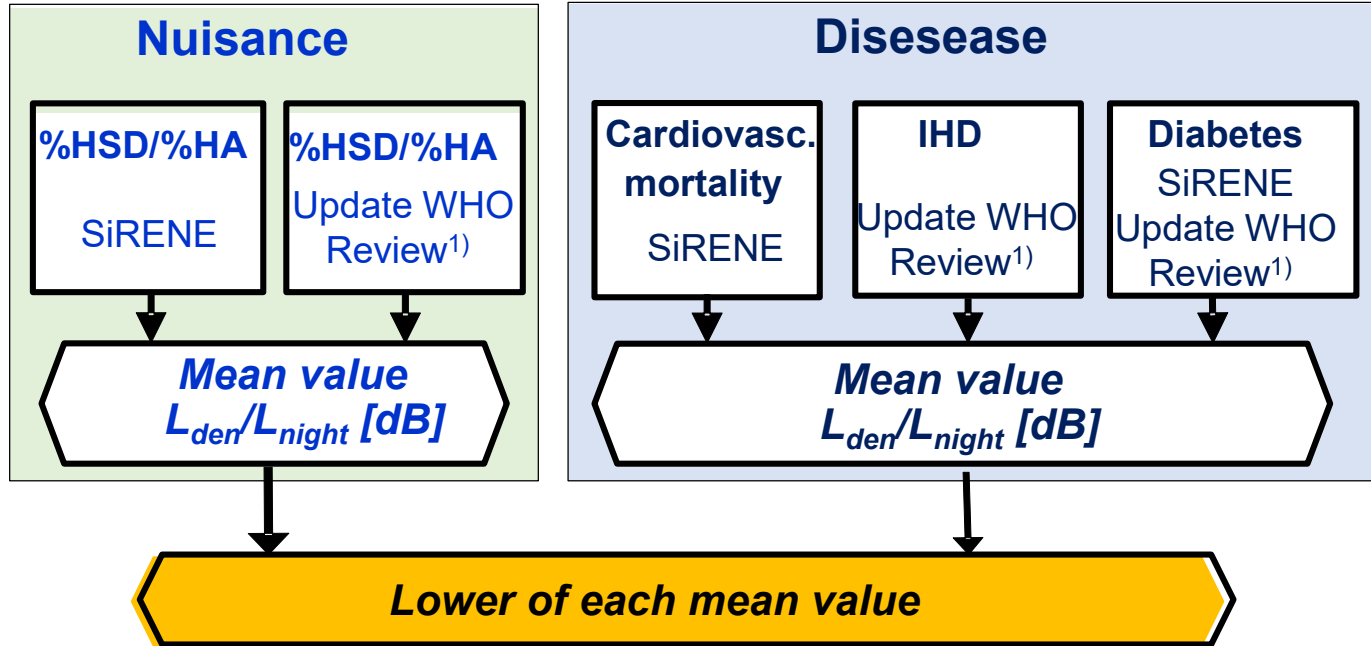 Nuisance
%HSD/%HA
SiRENE
%HSD/%HA
Update WHO
Review1)
Mean value
Lden/Lnight [dB]
Disesease
Cardiovasc.
mortality
SiRENE
IHD
Update WHO
Review1)
Diabetes
SiRENE
Update WHO
Review1)
Mean value
Lden/Lnight [dB]
Lower of each mean value